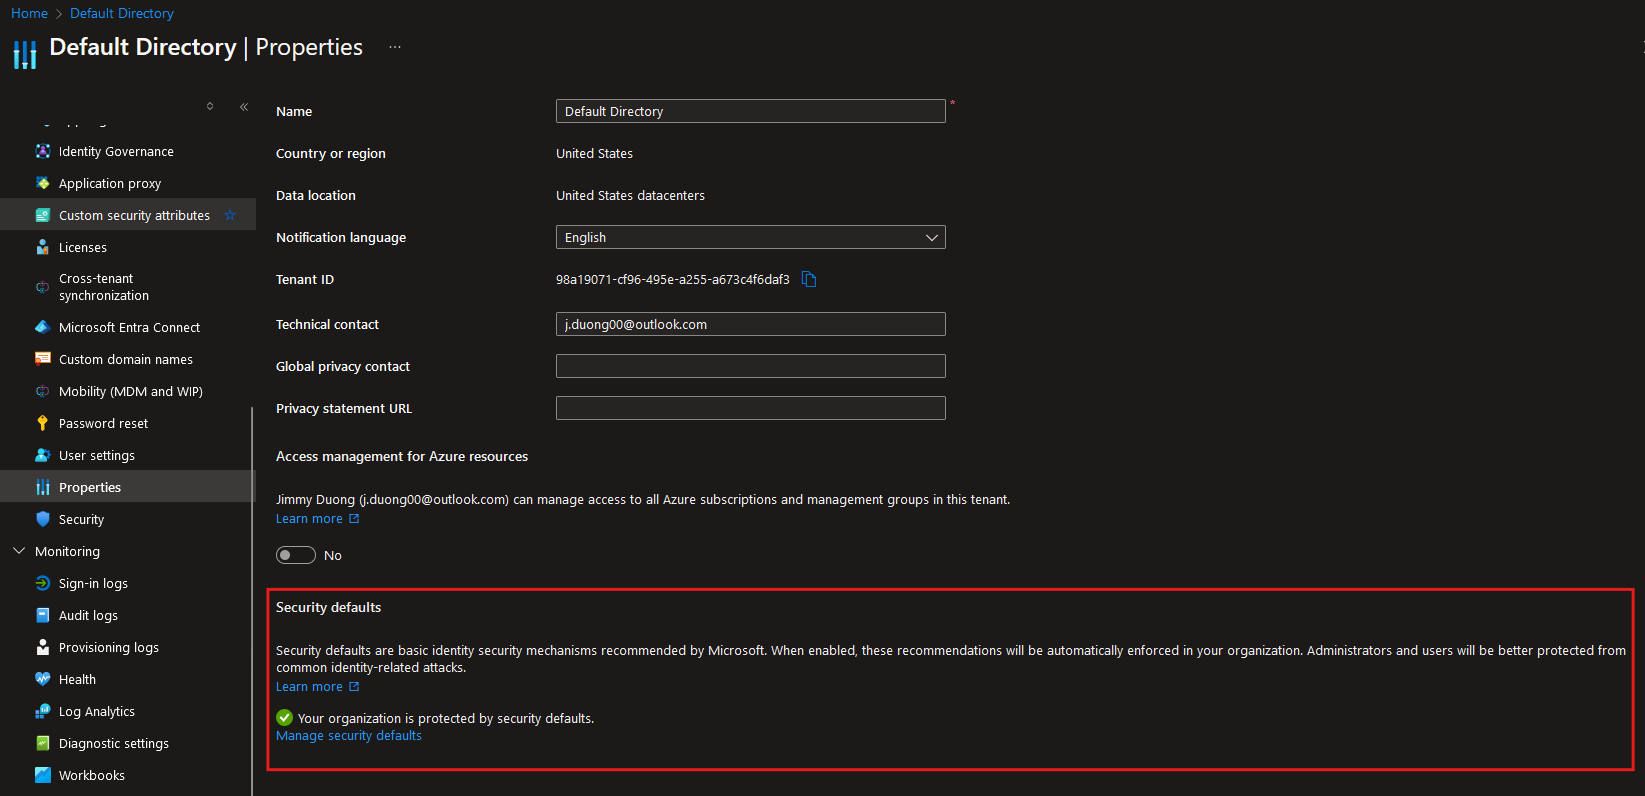 Home > Default Directory
Default Directory | Properties ...
Identity Governance
Application proxy
Custom security attributes
Licenses
Cross-tenant
synchronization
Microsoft Entra Connect
Custom domain names
Mobility (MDM and WIP)
Password reset
User settings
Properties
Security
Monitoring
Sign-in logs
Audit logs
Provisioning logs
Health
Log Analytics
Diagnostic settings
Workbooks
Name
Default Directory *
Country or region
United States
Data location
United States datacenters
Notification language
English
Tenant ID
98a19071-cf96-495e-a255-a673c4f6daf3
Technical contact
j.duong00@outlook.com
Global privacy contact
Privacy statement URL
Access management for Azure resources
Jimmy Duong (j.duong00@outlook.com) can manage access to all Azure subscriptions and management groups in this tenant.
Learn more
No
Security defaults
Security defaults are basic identity security mechanisms recommended by Microsoft. When enabled, these recommendations will be automatically enforced in your organization. Administrators and users will be better protected from
common identity-related attacks.
Learn more
Your organization is protected by security defaults.
Manage security defaults